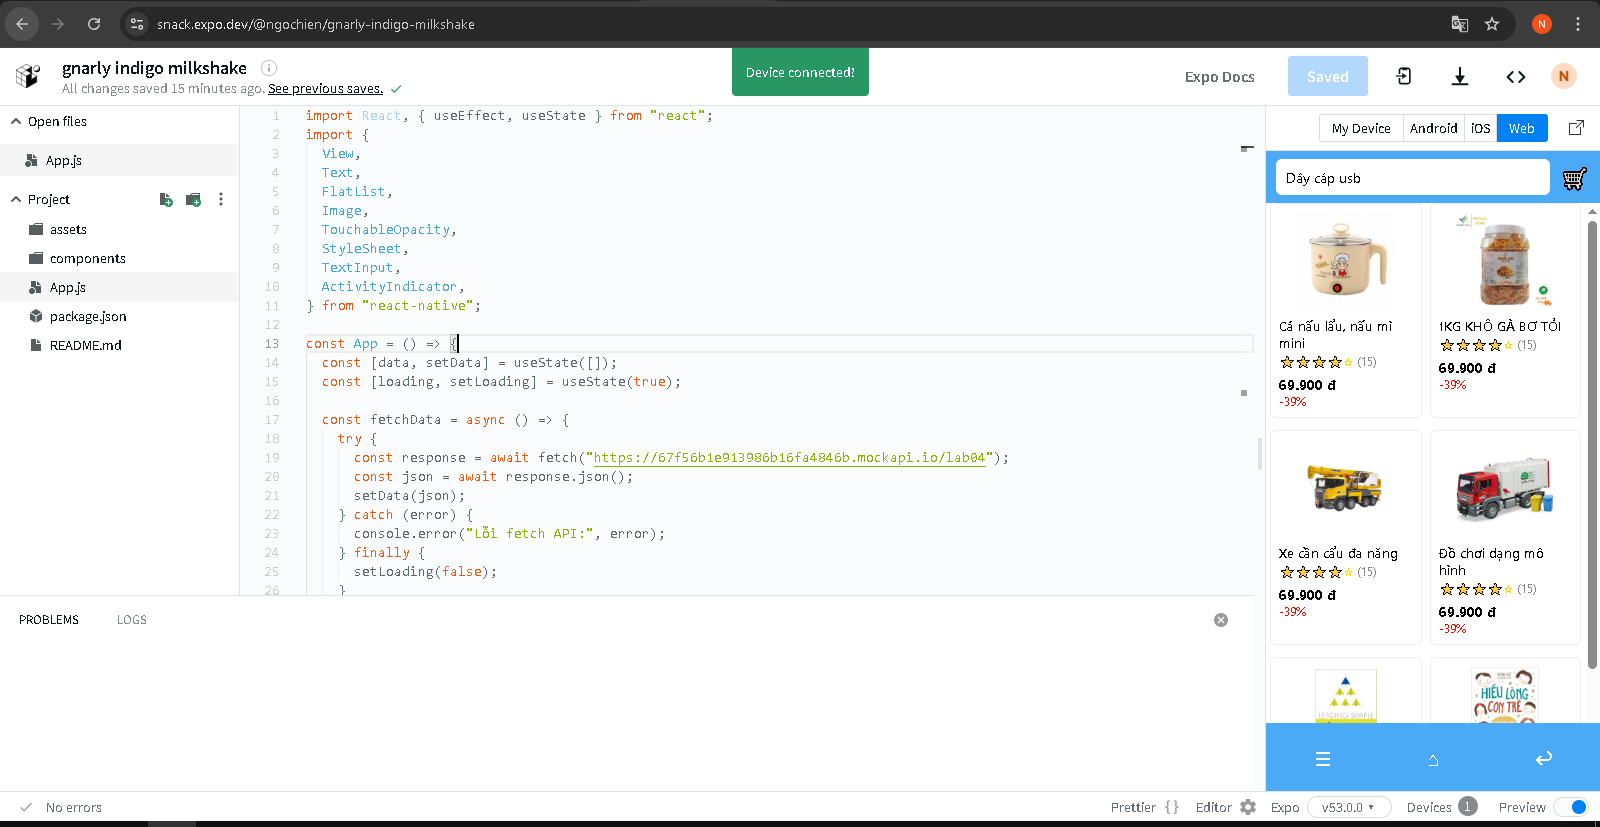 snack.expo.dev/@ngochien/gnarly-indigo-milkshake
N
gnarly indigo milkshake
All changes saved 15 minutes ago. See previous saves.
Device connected!
Expo Docs
Saved
N
Open files
App.js
Project
assets
components
App.js
package.json
README.md
1 import React, { useEffect, useState } from "react";
2 import {
3 View,
4 Text,
5 FlatList,
6 Image,
7 TouchableOpacity,
8 StyleSheet,
9 TextInput,
10 ActivityIndicator,
11 } from "react-native";
12
13 const App = () => {
14 const [data, setData] = useState([]);
15 const [loading, setLoading] = useState(true);
16
17 const fetchData = async () => {
18 try {
19 const response = await fetch("https://67f56b1e913986b16fa4846b.mockapi.io/lab04");
20 const json = await response.json();
21 setData(json);
22 } catch (error) {
23 console.error("Lỗi fetch API:", error);
24 } finally {
25 setLoading(false);
26 }
My Device
Android
iOS
Web
Dây cáp usb
Cá nấu lẩu, nấu mì
mini
(15)
69.900 đ
-39%
1KG KHÔ GÀ BƠ TỎI
(15)
69.900 đ
-39%
Xe cần cẩu đa năng
(15)
69.900 đ
-39%
Đồ chơi dạng mô
hình
(15)
69.900 đ
-39%
LEADING SIMPLE
HIỂU LÒNG
CON TRẺ
PROBLEMS
LOGS
No errors
Prettier { }
Editor
Expo
v53.0.0
Devices
1
Preview